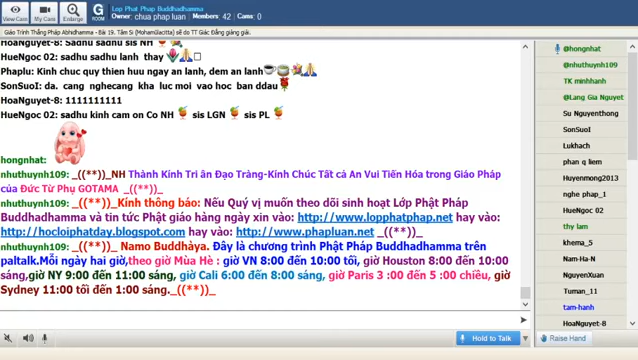 Lop Phat Phap Buddhadhamma
Owner: chua phap luan Members: 42 Cams: 0
View Cam
My Cam
Enlarge
G
ROOM
Giáo Trình Thắng Pháp Abhidhamma - Bài 19. Tâm Si (MohamGacitta) sẽ do TT Giác Đẳng giảng giải.
HoaNguyet-8: Sadhu sadhu sis NH
HueNgoc 02: sadhu sadhu lanh thay
Phaplu: Kinh chuc quy thien huu ngay an lanh, dem an lanh
SonSuoI: da. cang nghecang kha luc moi vao hoc ban ddau
HoaNguyet-8: 1111111111
HueNgoc 02: sadhu kinh cam on Co NH sis LGN sis PL
hongnhat:
nhuthuynh109: _((**)_NH Thành Kính Tri ân Đạo Tràng-Kính Chúc Tất cả An Vui Tiến Hóa trong Giáo Pháp
của Đức Từ Phụ GOTAMA _((**)_
nhuthuynh109: _((**)_Kính thông báo: Nếu Quý vị muốn theo dõi sinh hoạt Lớp Phật Pháp
Buddhadhamma và tin tức Phật giáo hàng ngày xin vào: http://www.lopphatphap.net hay vào:
http://hocloiphatday.blogspot.com hay vào: http://www.phapluan.net _((**)_
nhuthuynh109: _((**)_ Namo Buddhàya. Đây là chương trình Phật Pháp Buddhadhamma trên
paltalk.Mỗi ngày hai giờ,theo giờ Mùa Hè : giờ VN 8:00 đến 10:00 tối, giờ Houston 8:00 đến 10:00
sáng,giờ NY 9:00 đến 11:00 sáng, giờ Cali 6:00 đến 8:00 sáng, giờ Paris 3 :00 đến 5 :00 chiều, giờ
Sydney 11:00 tối đến 1:00 sáng._((**)_
@hongnhat
@nhuthuynh109
TK minhhanh
@Lang Gia Nguyet
Su Nguyenthong
SonSuoI
Lukhach
phan q liem
Huyenmong2013
nghe phap_1
HueNgoc 02
thy lam
khema_5
Nam-Ha-N
NguyenXuan
Tuman_11
tam-hanh
HoaNguyet-8
Hold to Talk
Raise Hand